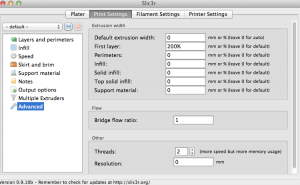 Slic3r
Plater
Print Settings
Filament Settings
Printer Settings
- default -
Layers and perimeters
Infill
Speed
Skirt and brim
Support material
Notes
Output options
Multiple Extruders
Advanced
Extrusion width
Default extrusion width: 0 mm or % (leave 0 for auto)
First layer: 200% mm or % (leave 0 for default)
Perimeters: 0 mm or % (leave 0 for default)
Infill: 0 mm or % (leave 0 for default)
Solid infill: 0 mm or % (leave 0 for default)
Top solid infill: 0 mm or % (leave 0 for default)
Support material: 0 mm or % (leave 0 for default)
Flow
Bridge flow ratio: 1
Other
Threads: 2 (more speed but more memory usage)
Resolution: 0 mm
Version 0.9.10b - Remember to check for updates at http://slic3r.org/